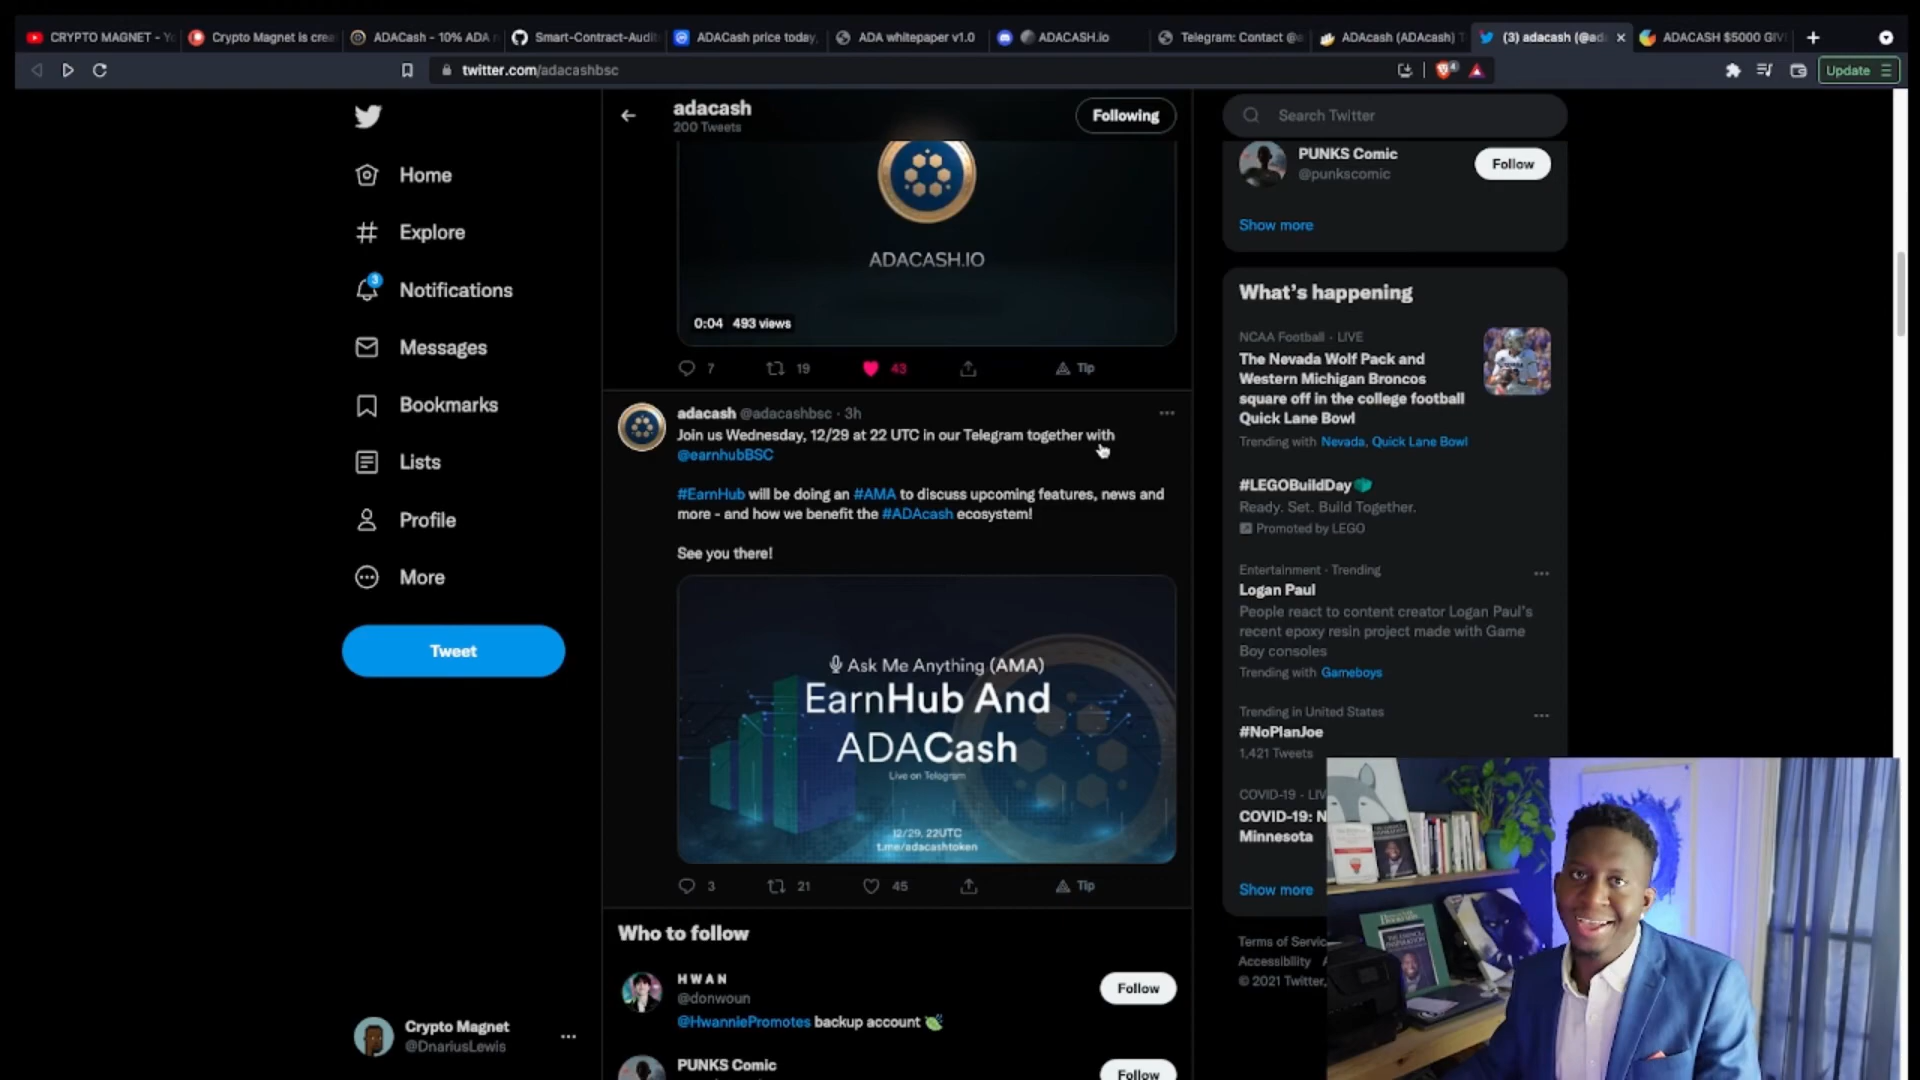 CRYPTO MAGNET - Yo
Crypto Magnet is crea
ADACash - 10% ADA r
Smart-Contract-Audit
ADACash price today,
ADA whitepaper v1.0
ADACASH.io
Telegram: Contact @a
ADAcash (ADAcash) T
(3) adacash (@ad
ADACASH $5000 GIV
twitter.com/adacashbsc
4
Update
adacash
200 Tweets
Following
Search Twitter
Home
Explore
3
Notifications
Messages
Bookmarks
Lists
Profile
More
Tweet
Crypto Magnet
@DnariusLewis
ADACASH.IO
0:04 493 views
7 19 43 Tip
adacash @adacashbsc · 3h
Join us Wednesday, 12/29 at 22 UTC in our Telegram together with
@earnhubBSC
#EarnHub will be doing an #AMA to discuss upcoming features, news and
more - and how we benefit the #ADAcash ecosystem!
See you there!
Ask Me Anything (AMA)
EarnHub And
ADACash
Live on Telegram
12/29, 22UTC
t.me/adacashtoken
3 21 45 Tip
Who to follow
H W A N
@donwoun
Follow
@HwanniePromotes backup account
PUNKS Comic
Follow
PUNKS Comic
@punkscomic
Follow
Show more
What's happening
NCAA Football · LIVE
The Nevada Wolf Pack and
Western Michigan Broncos
square off in the college football
Quick Lane Bowl
Trending with Nevada, Quick Lane Bowl
#LEGOBuildDay
Ready. Set. Build Together.
Promoted by LEGO
Entertainment · Trending
Logan Paul
People react to content creator Logan Paul's
recent epoxy resin project made with Game
Boy consoles
Trending with Gameboys
Trending in United States
#NoPlanJoe
1,421 Tweets
COVID-19 · LIV
COVID-19: N
Minnesota
Show more
Terms of Servic
Accessibility
© 2021 Twitter,